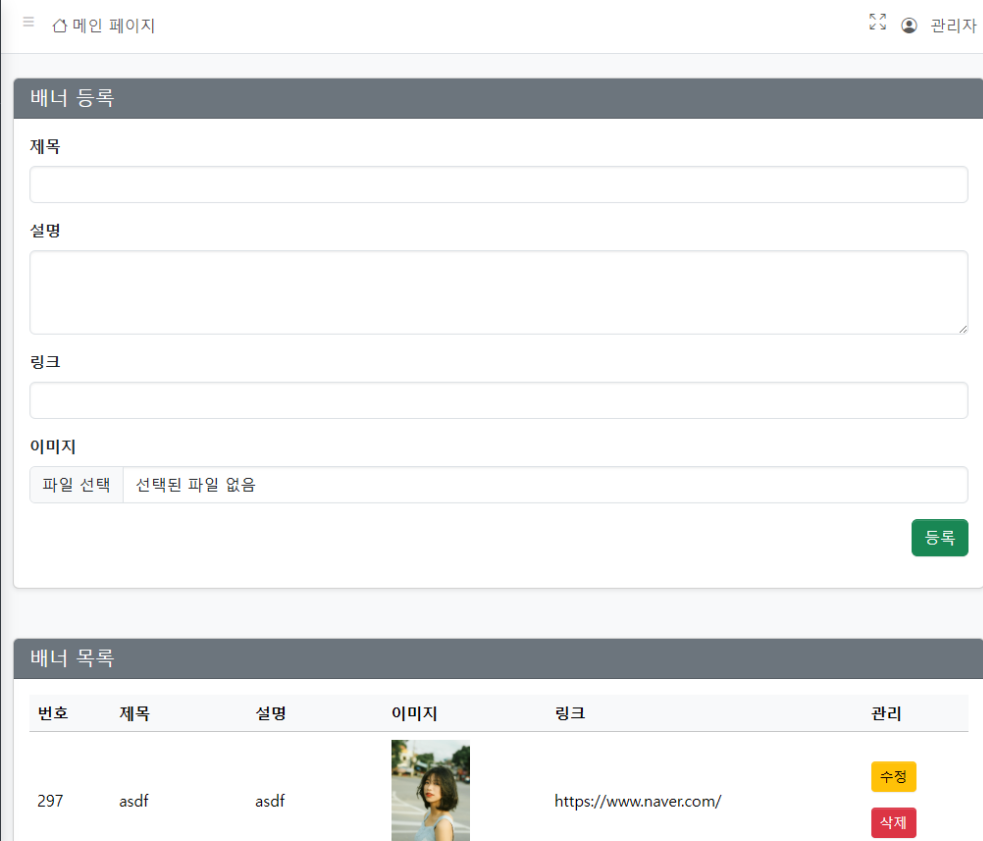 메인 페이지 관리자
배너 등록
제목
설명
링크
이미지
파일 선택 선택된 파일 없음
등록
배너 목록
번호 제목 설명 이미지 링크 관리
수정
297 asdf asdf https://www.naver.com/
삭제